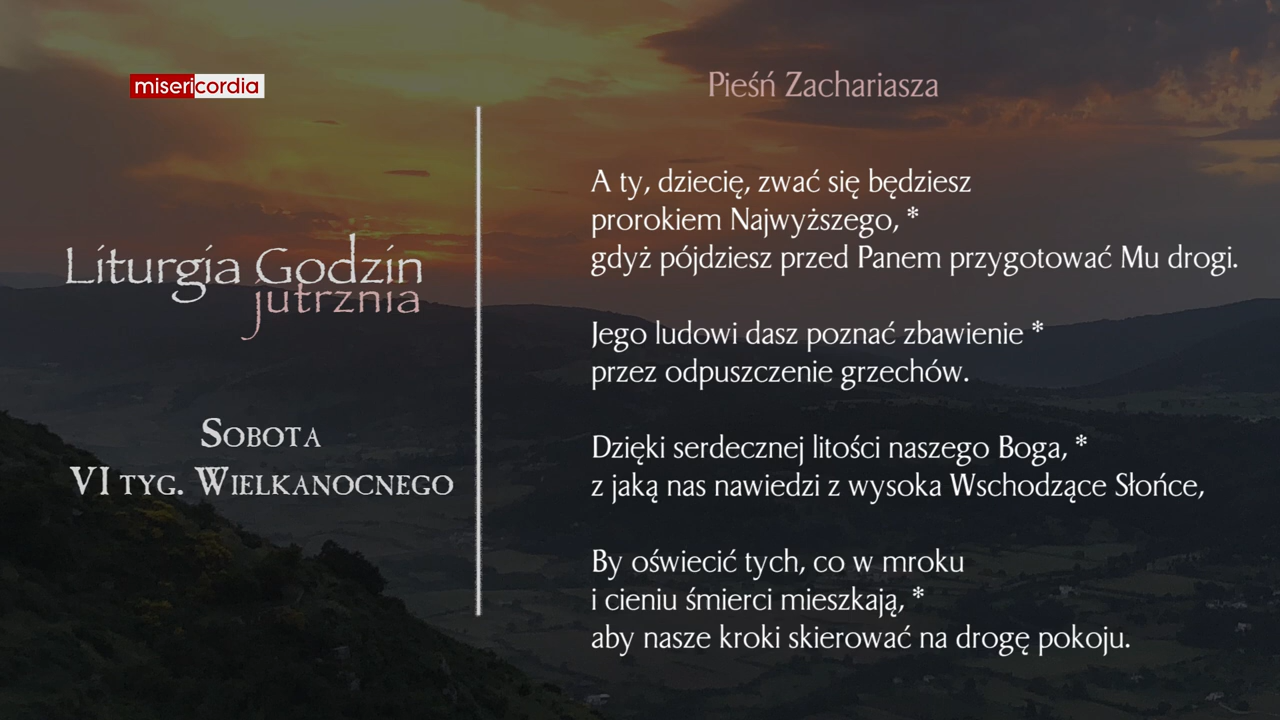 misericordia
Liturgia Godzin
jutrznia
Sobota
VI tyg. Wielkanocnego
Pieśń Zachariasza
A ty, dziecię, zwać się będziesz
prorokiem Najwyższego, *
gdyż pójdziesz przed Panem przygotować Mu drogi.
Jego ludowi dasz poznać zbawienie *
przez odpuszczenie grzechów.
Dzięki serdecznej litości naszego Boga, *
z jaką nas nawiedzi z wysoka Wschodzące Słońce,
By oświecić tych, co w mroku
i cieniu śmierci mieszkają, *
aby nasze kroki skierować na drogę pokoju.